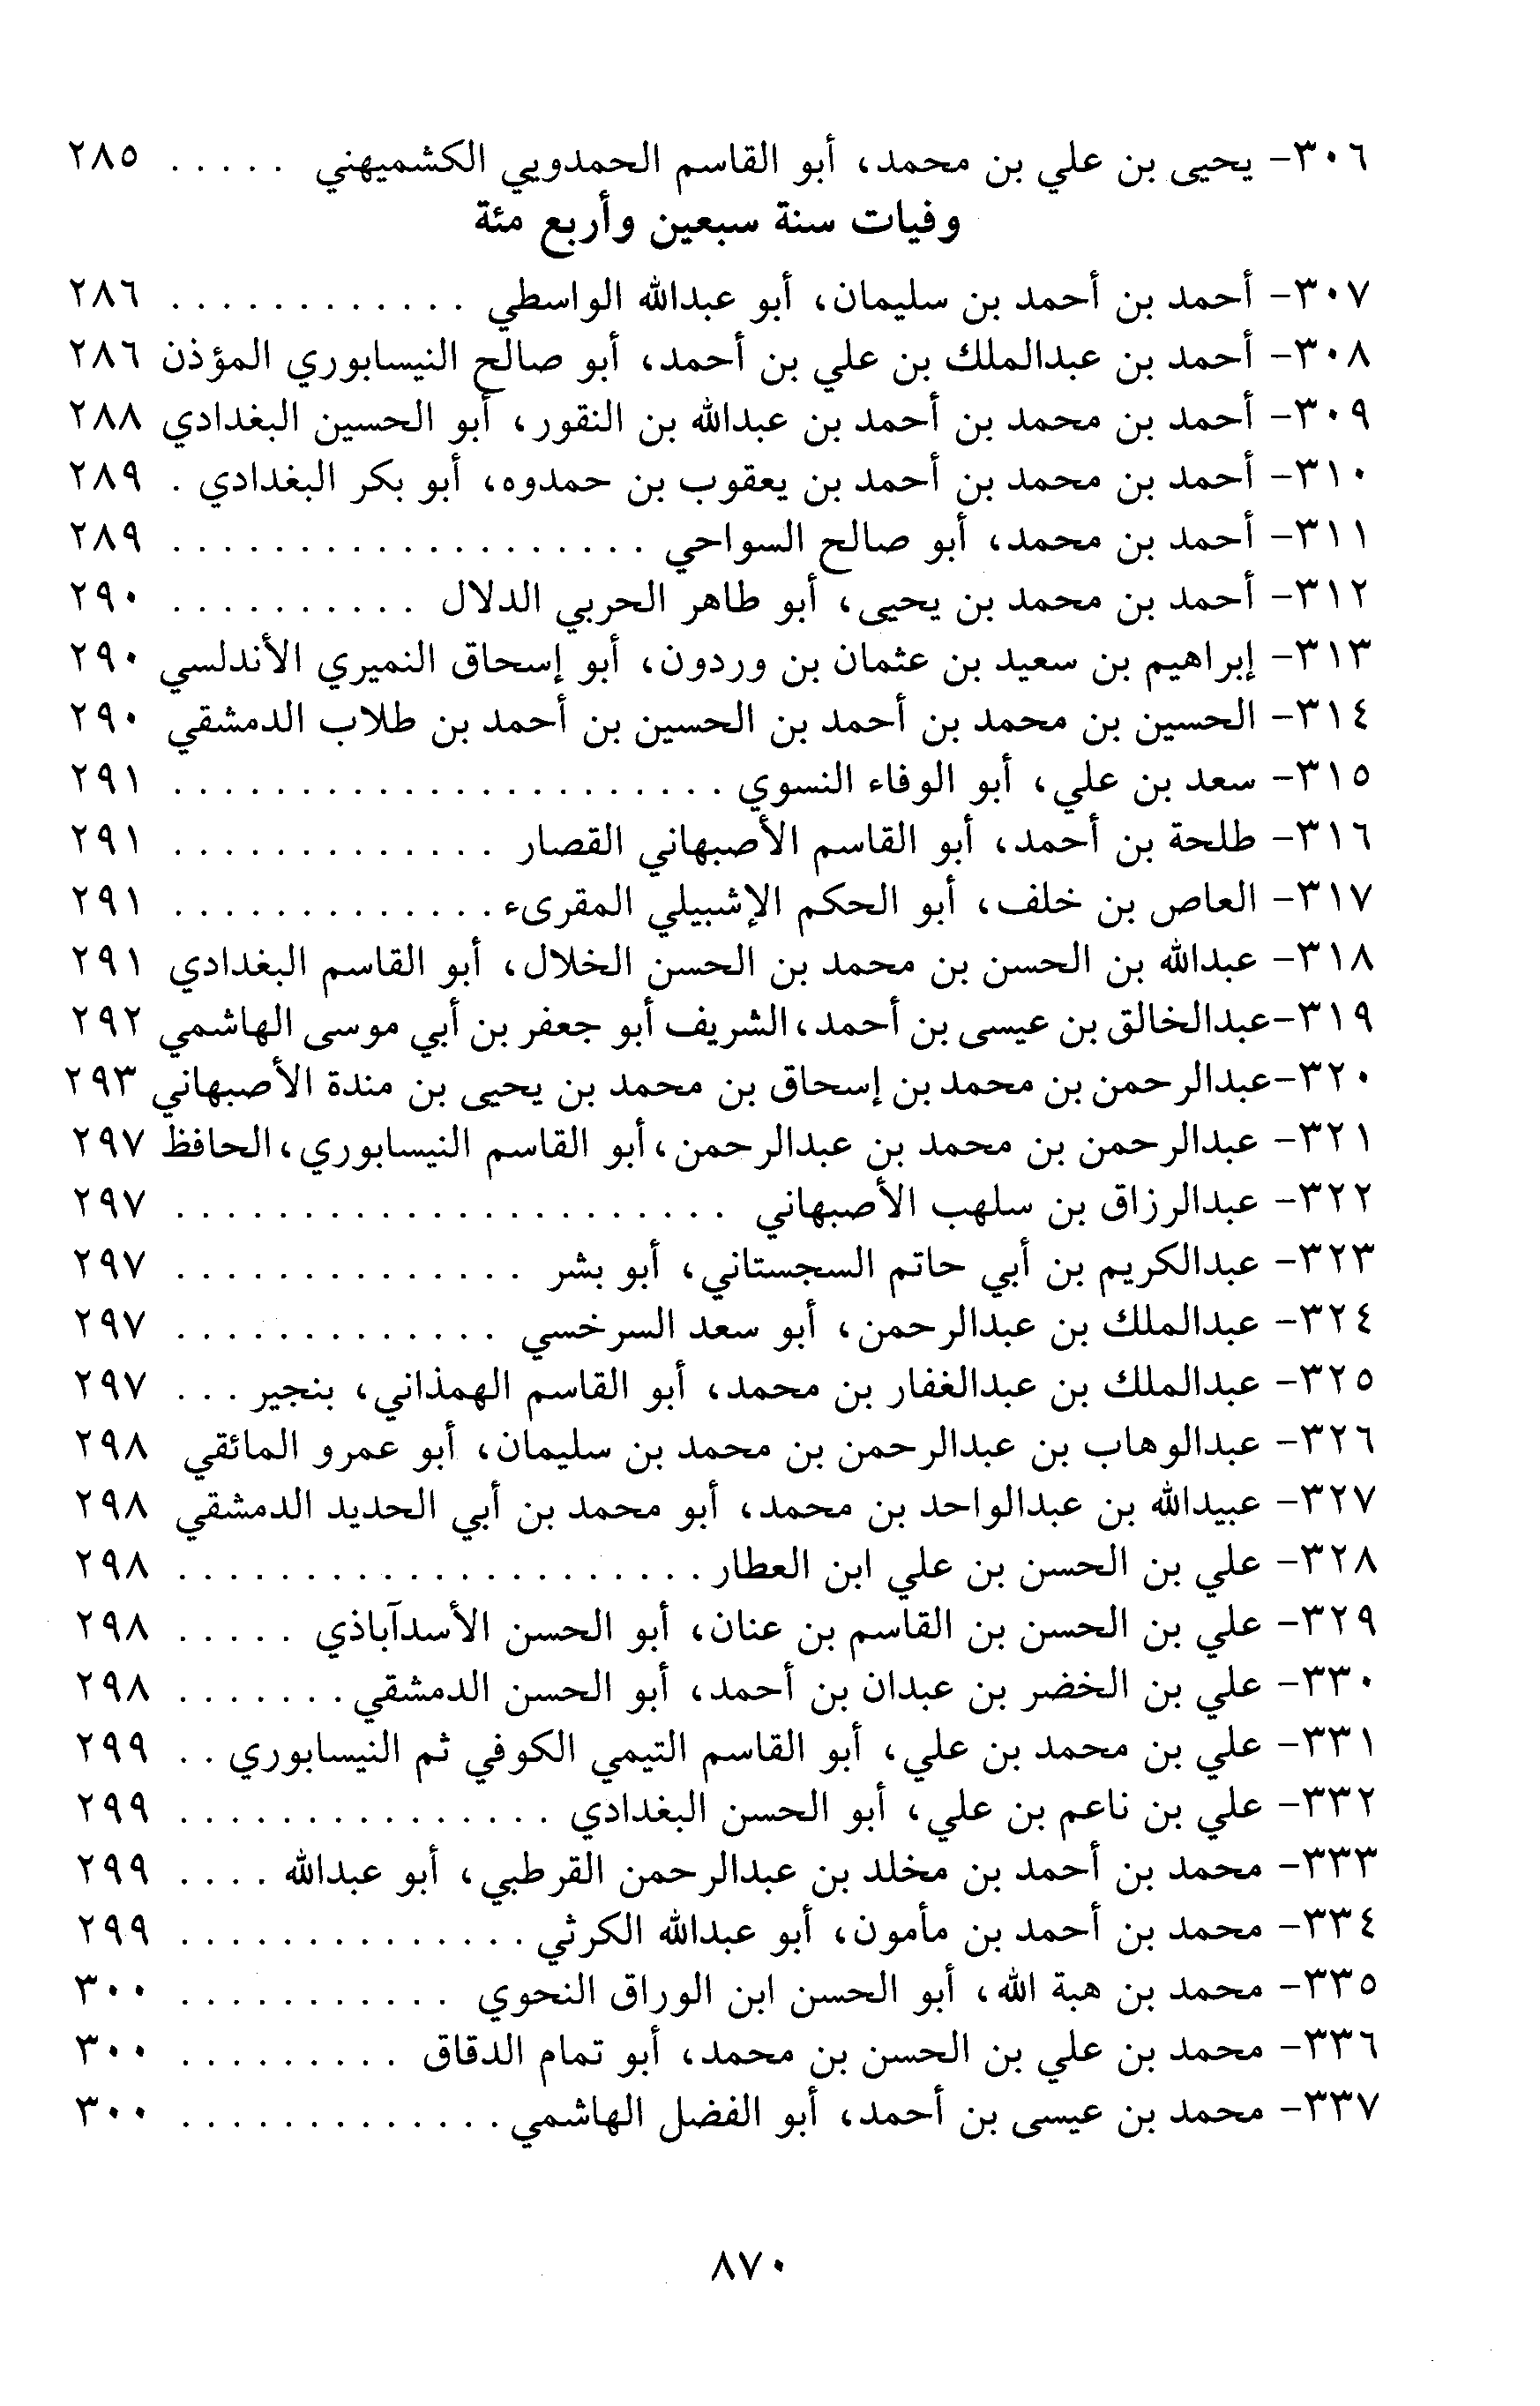 ٣٠٦- يحيى بن علي بن محمد، أبو القاسم الحمدويي الكشميهني . . . . . ٢٨٥
وفيات سنة سبعين وأربع مئة
٣٠٧- أحمد بن أحمد بن سليمان، أبو عبدالله الواسطي . . . . . . . . . . . . ٢٨٦
٣٠٨- أحمد بن عبدالملك بن علي بن أحمد، أبو صالح النيسابوري المؤذن ٢٨٦
٣٠٩- أحمد بن محمد بن أحمد بن عبدالله بن النقور، أبو الحسين البغدادي ٢٨٨
٣١٠- أحمد بن محمد بن أحمد بن يعقوب بن حمدوه، أبو بكر البغدادي . ٢٨٩
٣١١- أحمد بن محمد، أبو صالح السواحي . . . . . . . . . . . . . . . . . . . ٢٨٩
٣١٢- أحمد بن محمد بن يحيى، أبو طاهر الحربي الدلال . . . . . . . . . . ٢٩٠
٣١٣- إبراهيم بن سعيد بن عثمان بن وردون، أبو إسحاق النميري الأندلسي ٢٩٠
٣١٤- الحسين بن محمد بن أحمد بن الحسين بن أحمد بن طلاب الدمشقي ٢٩٠
٣١٥- سعد بن علي، أبو الوفاء النسوي . . . . . . . . . . . . . . . . . . . . . . ٢٩١
٣١٦- طلحة بن أحمد، أبو القاسم الأصبهاني القصار . . . . . . . . . . . . . ٢٩١
٣١٧- العاص بن خلف، أبو الحكم الإشبيلي المقرىء . . . . . . . . . . . . . ٢٩١
٣١٨- عبدالله بن الحسن بن محمد بن الحسن الخلال، أبو القاسم البغدادي ٢٩١
٣١٩- عبدالخالق بن عيسى بن أحمد، الشريف أبو جعفر بن أبي موسى الهاشمي ٢٩٢
٣٢٠- عبدالرحمن بن محمد بن إسحاق بن محمد بن يحيى بن مندة الأصبهاني ٢٩٣
٣٢١- عبدالرحمن بن محمد بن عبدالرحمن، أبو القاسم النيسابوري، الحافظ ٢٩٧
٣٢٢- عبدالرزاق بن سلهب الأصبهاني . . . . . . . . . . . . . . . . . . . . . . ٢٩٧
٣٢٣- عبدالكريم بن أبي حاتم السجستاني، أبو بشر . . . . . . . . . . . . . . ٢٩٧
٣٢٤- عبدالملك بن عبدالرحمن، أبو سعد السرخسي . . . . . . . . . . . . . ٢٩٧
٣٢٥- عبدالملك بن عبدالغفار بن محمد، أبو القاسم الهمذاني، بنجير . . . ٢٩٧
٣٢٦- عبدالوهاب بن عبدالرحمن بن محمد بن سليمان، أبو عمرو المائقي ٢٩٨
٣٢٧- عبيدالله بن عبدالواحد بن محمد، أبو محمد بن أبي الحديد الدمشقي ٢٩٨
٣٢٨- علي بن الحسن بن علي ابن العطار . . . . . . . . . . . . . . . . . . . . . ٢٩٨
٣٢٩- علي بن الحسن بن القاسم بن عنان، أبو الحسن الأسدآباذي . . . . . ٢٩٨
٣٣٠- علي بن الخضر بن عبدان بن أحمد، أبو الحسن الدمشقي . . . . . . . ٢٩٨
٣٣١- علي بن محمد بن علي، أبو القاسم التيمي الكوفي ثم النيسابوري . . ٢٩٩
٣٣٢- علي بن ناعم بن علي، أبو الحسن البغدادي . . . . . . . . . . . . . . . ٢٩٩
٣٣٣- محمد بن أحمد بن مخلد بن عبدالرحمن القرطبي، أبو عبدالله . . . . ٢٩٩
٣٣٤- محمد بن أحمد بن مأمون، أبو عبدالله الكرثي . . . . . . . . . . . . . . ٢٩٩
٣٣٥- محمد بن هبة الله، أبو الحسن ابن الوراق النحوي . . . . . . . . . . . ٣٠٠
٣٣٦- محمد بن علي بن الحسن بن محمد، أبو تمام الدقاق . . . . . . . . . ٣٠٠
٣٣٧- محمد بن عيسى بن أحمد، أبو الفضل الهاشمي . . . . . . . . . . . . . ٣٠٠
٨٧٠